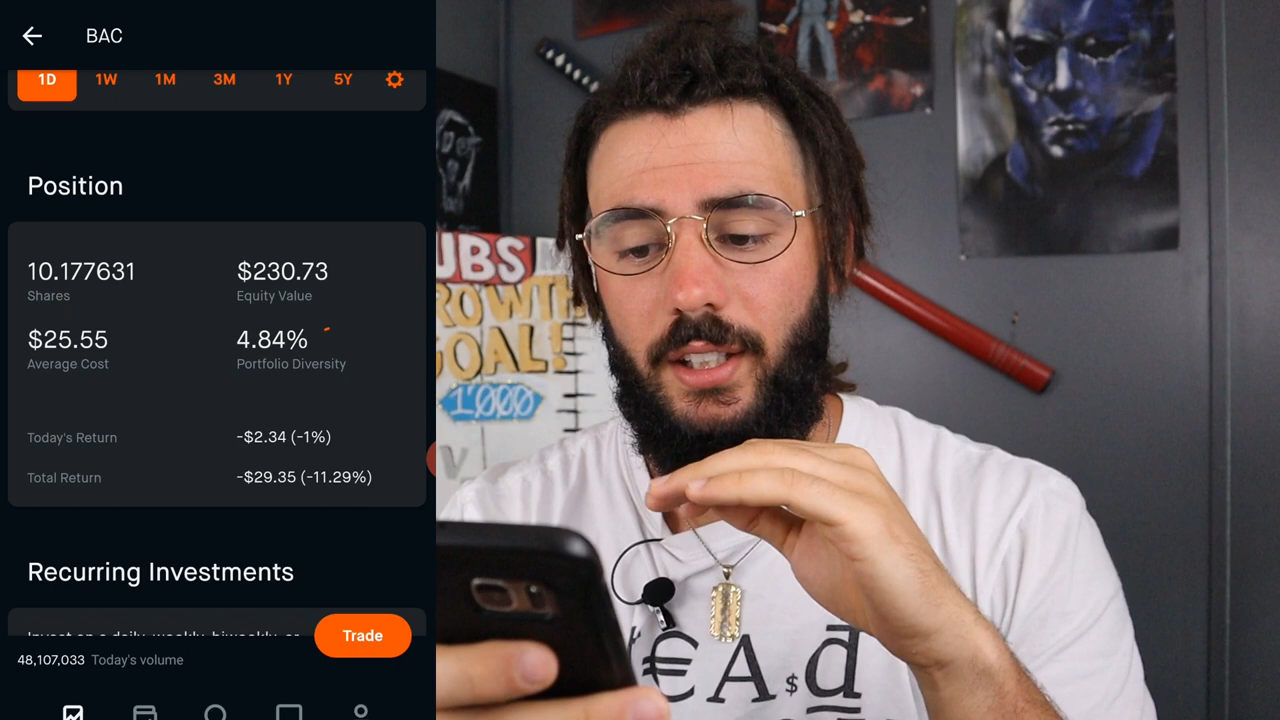 BAC
1D 1W 1M 3M 1Y 5Y
Position
10.177631 $230.73
Shares Equity Value
$25.55 4.84%
Average Cost Portfolio Diversity
Today's Return -$2.34 (-1%)
Total Return -$29.35 (-11.29%)
Recurring Investments
Trade
48,107,033 Today's volume
UBS
ROWTH
GOAL!
1'000
€A$d